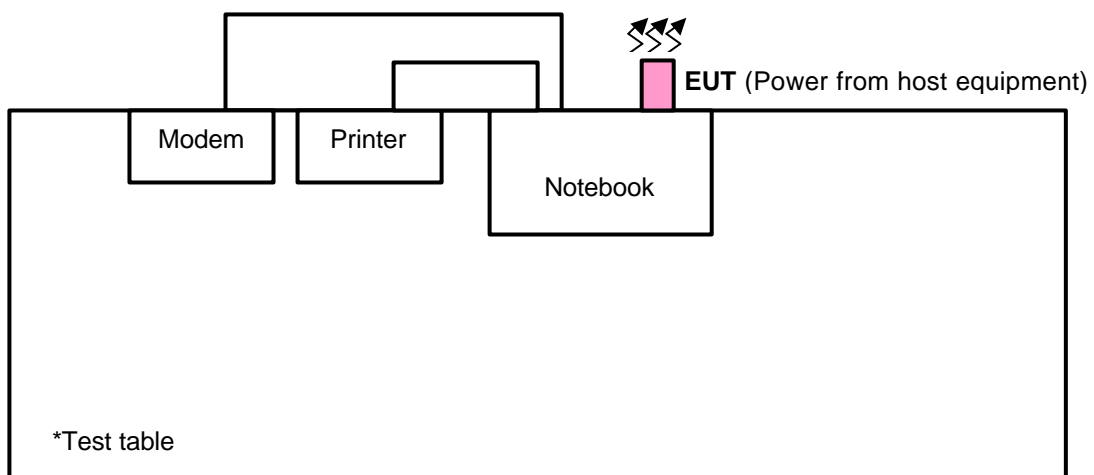 EUT (Power from host equipment)
Modem
Printer
Notebook
*Test table